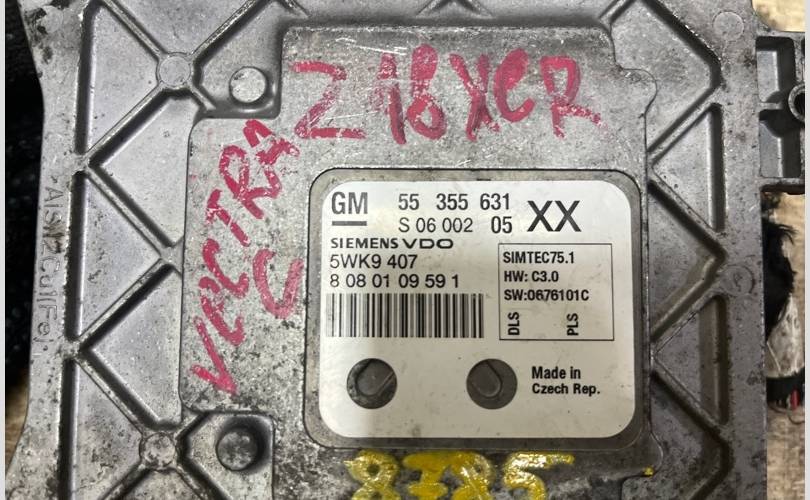 Z18XER
VECTRA
C
GM 55 355 631
S 06 002 05 XX
SIEMENS VDO
5WK9 407
8 08 01 09 59 1
SIMTEC75.1
HW: C3.0
SW:0676101C
DLS PLS
Made in
Czech Rep.
8785